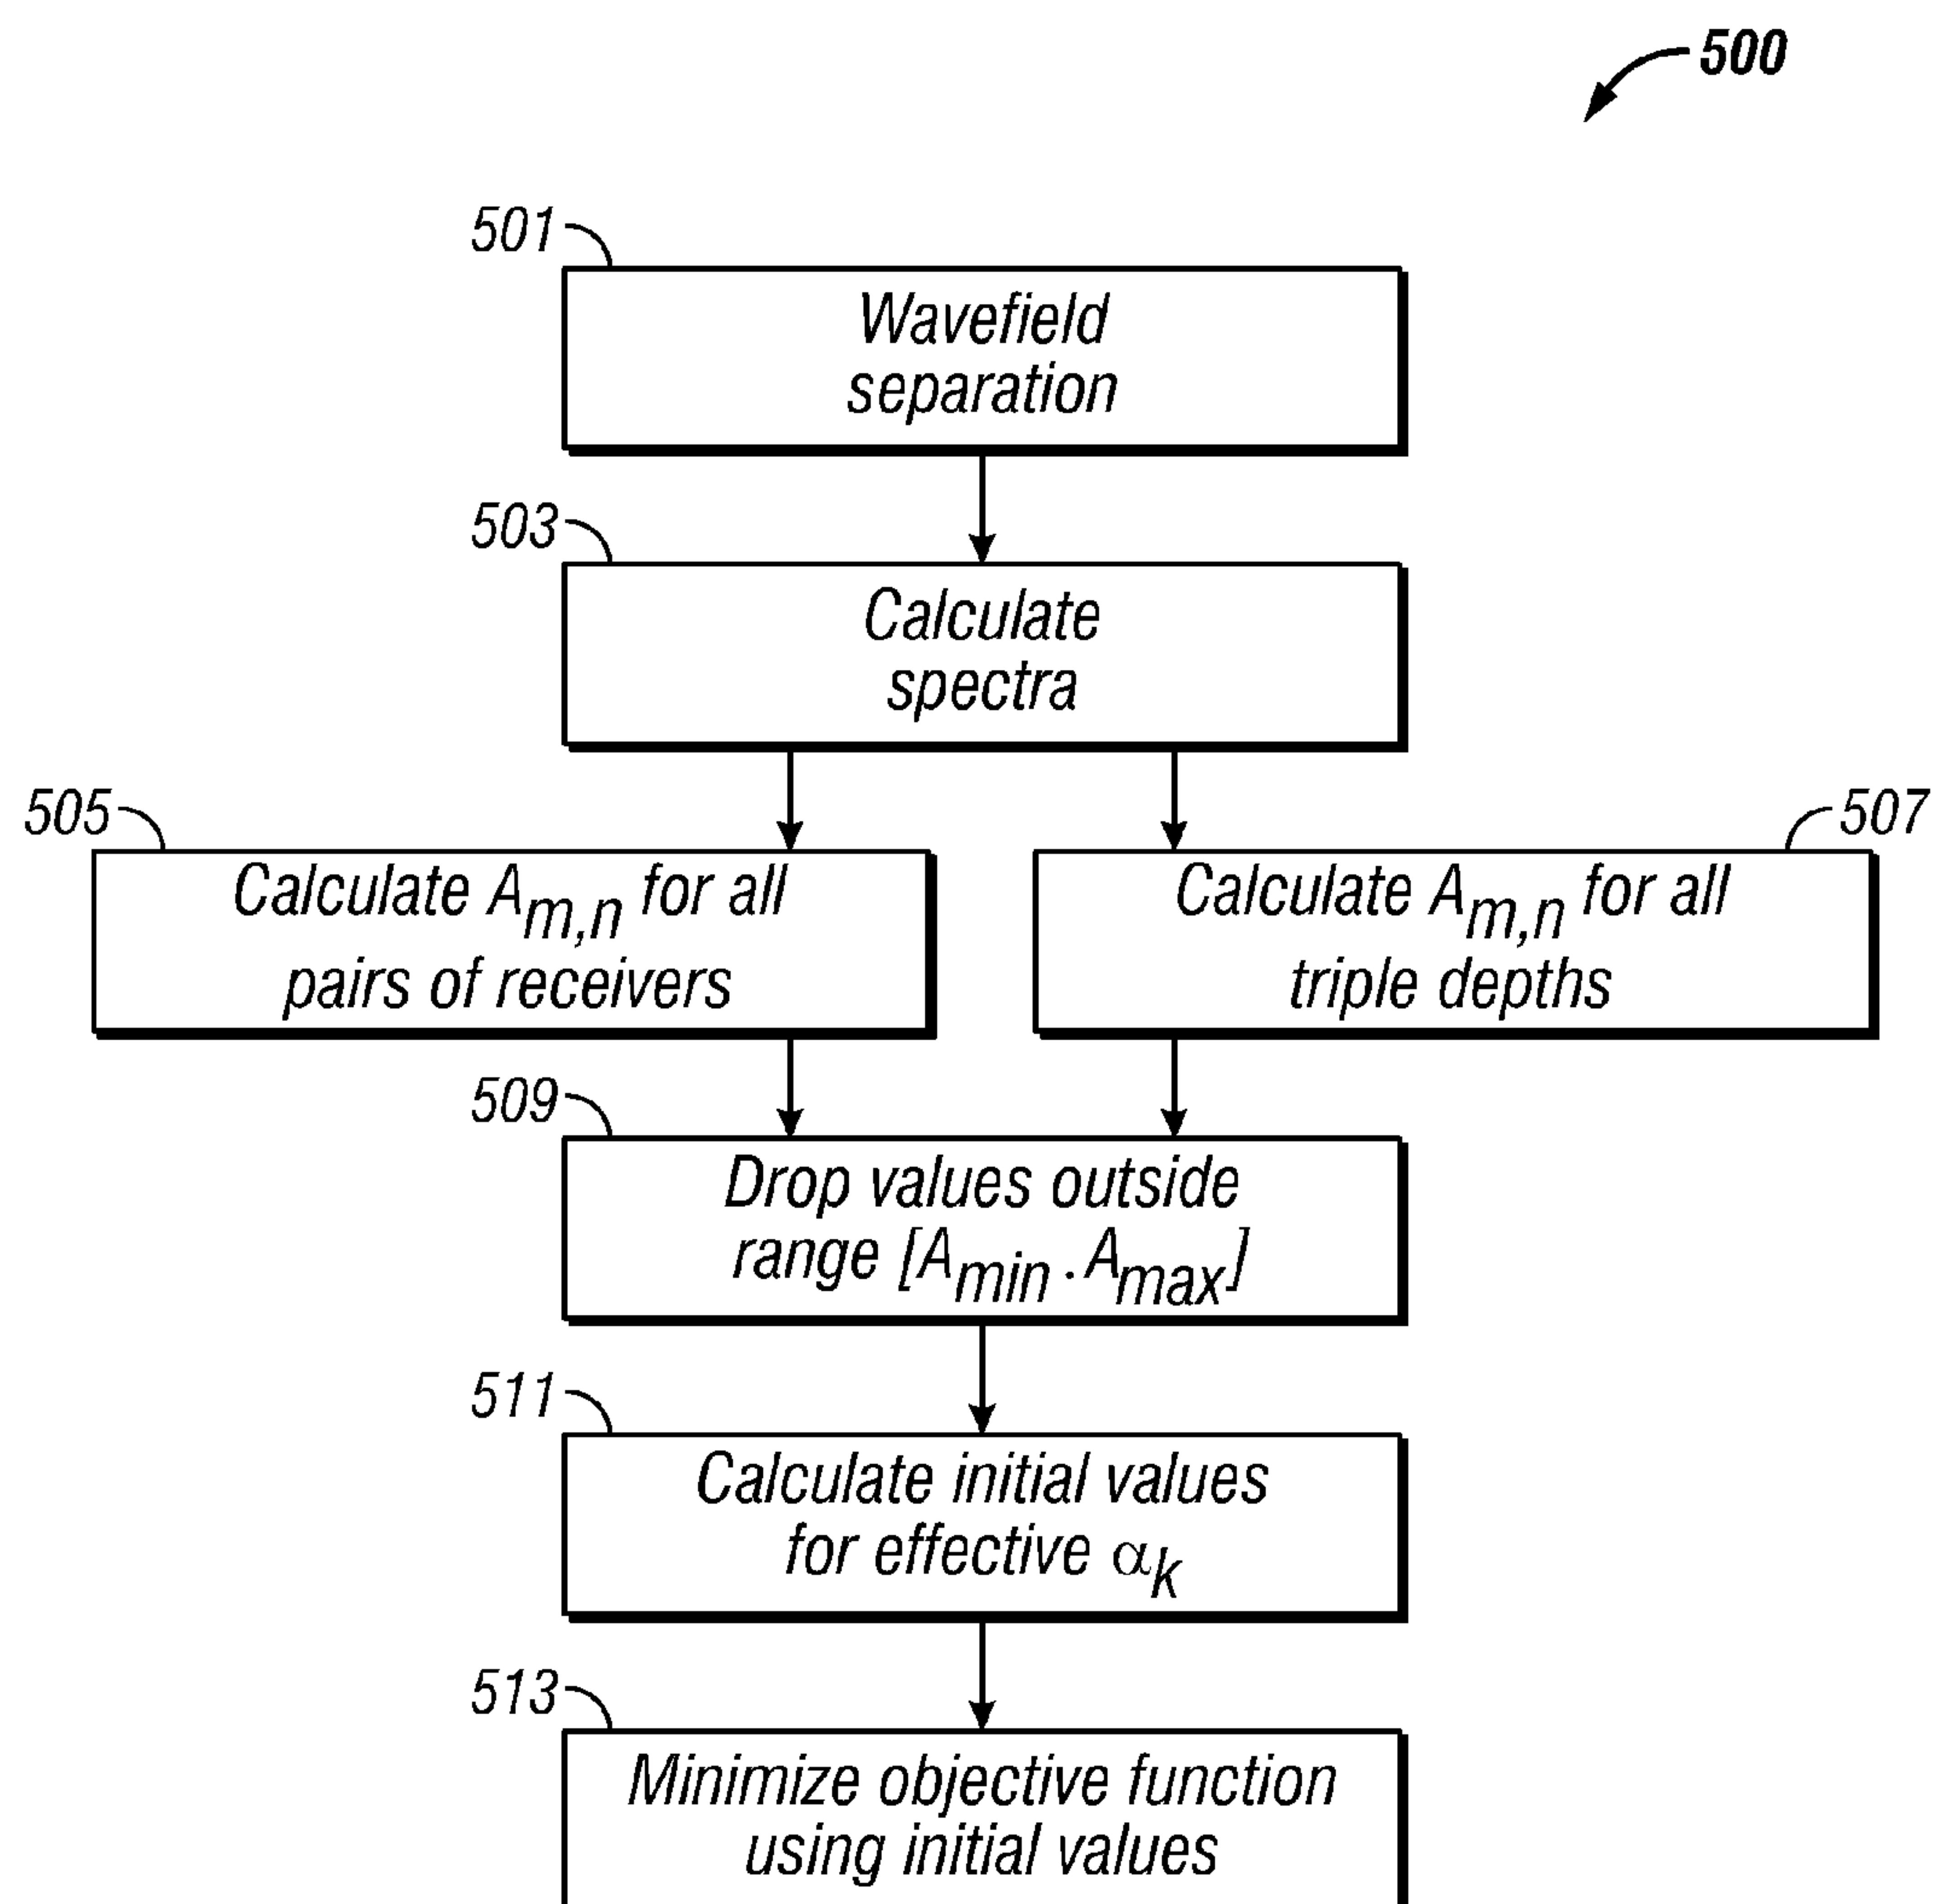 500
501
Wavefield
separation
503
Calculate
spectra
505
Calculate Am,n for all
pairs of receivers
507
Calculate Am,n for all
triple depths
509
Drop values outside
range [Amin . Amax]
511
Calculate initial values
for effective αk
513
Minimize objective function
using initial values